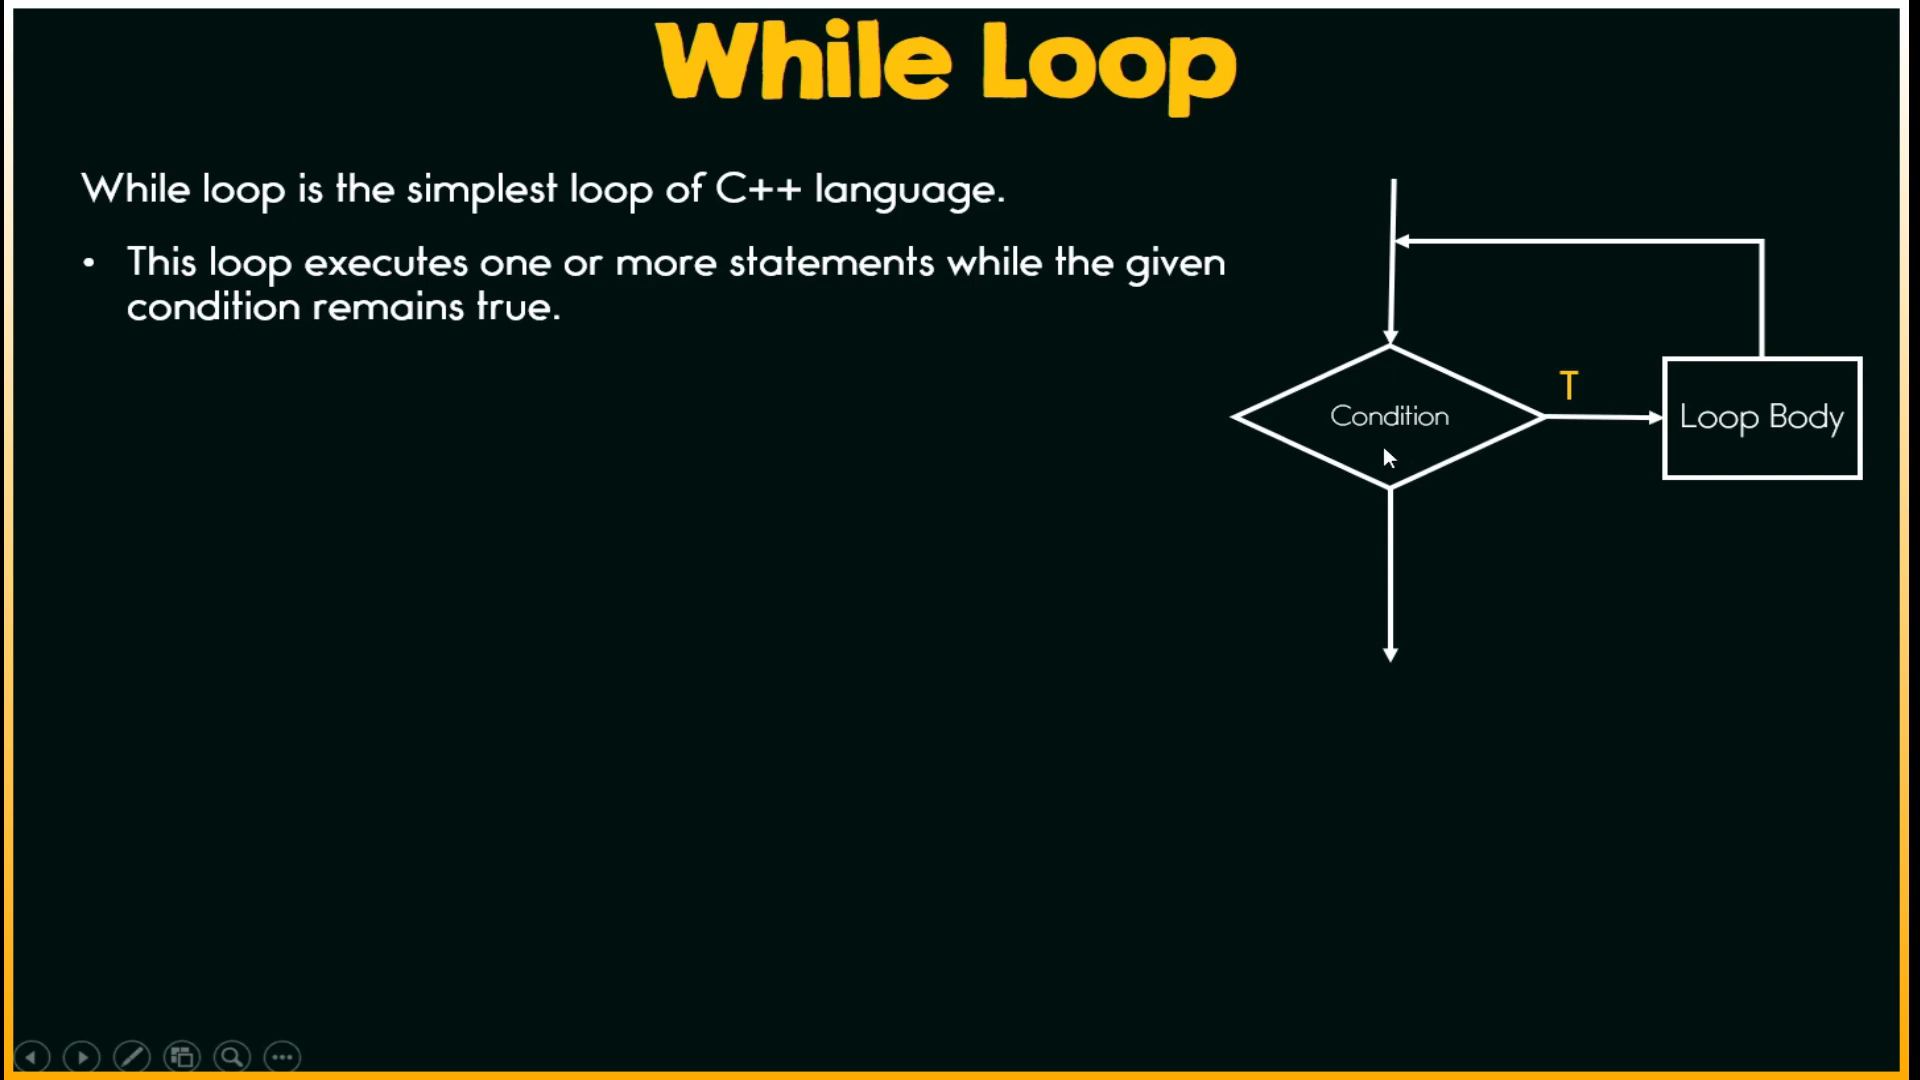 While Loop
While loop is the simplest loop of C++ language.
• This loop executes one or more statements while the given
condition remains true.
T
Condition
Loop Body